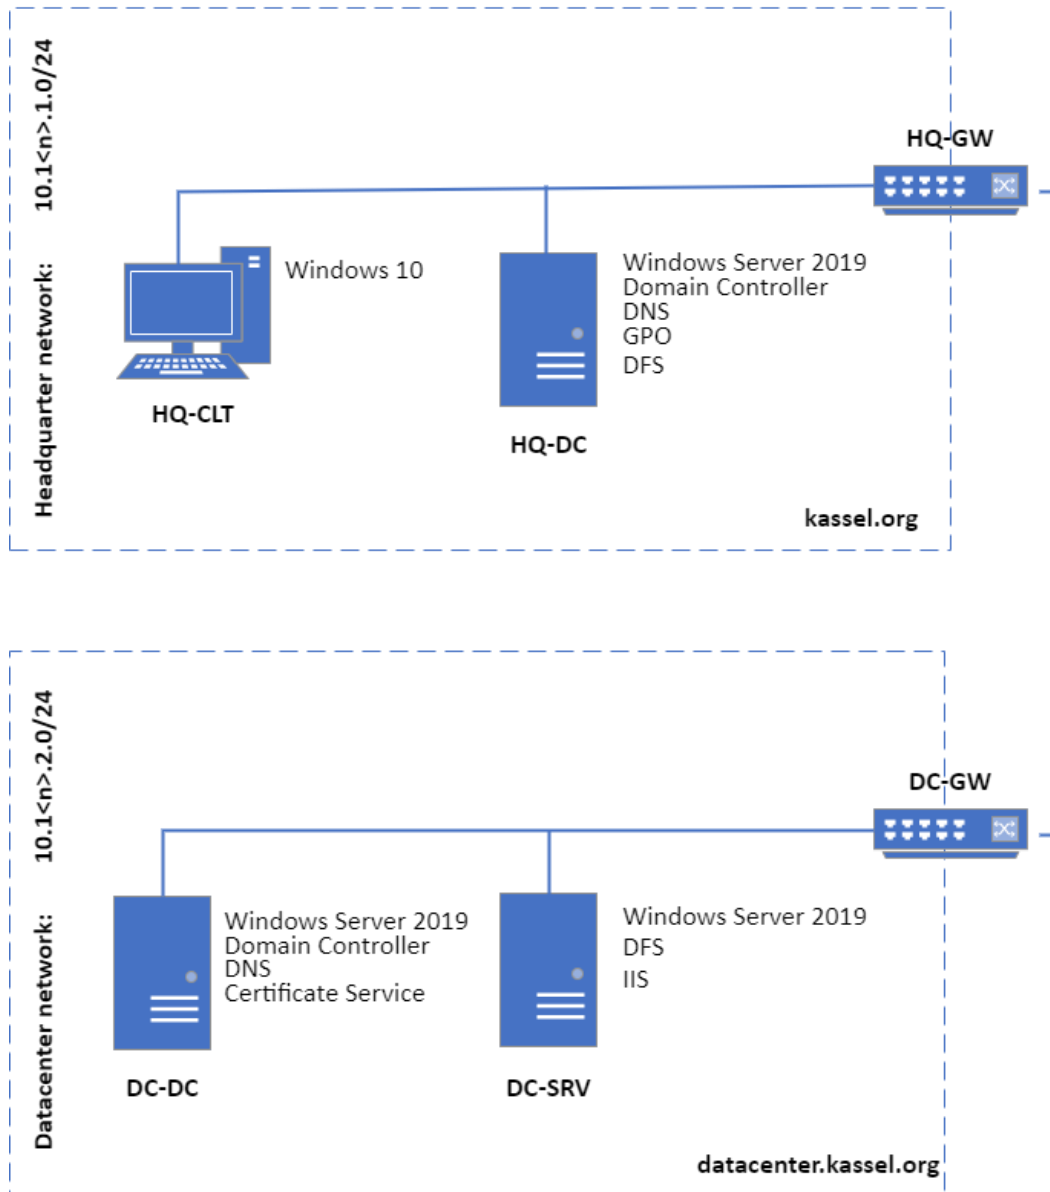 Headquarter network: 10.1<n>.1.0/24
HQ-GW
Windows 10
HQ-CLT
Windows Server 2019
Domain Controller
DNS
GPO
DFS
HQ-DC
kassel.org
Datacenter network: 10.1<n>.2.0/24
DC-GW
Windows Server 2019
Domain Controller
DNS
Certificate Service
DC-DC
Windows Server 2019
DFS
IIS
DC-SRV
datacenter.kassel.org